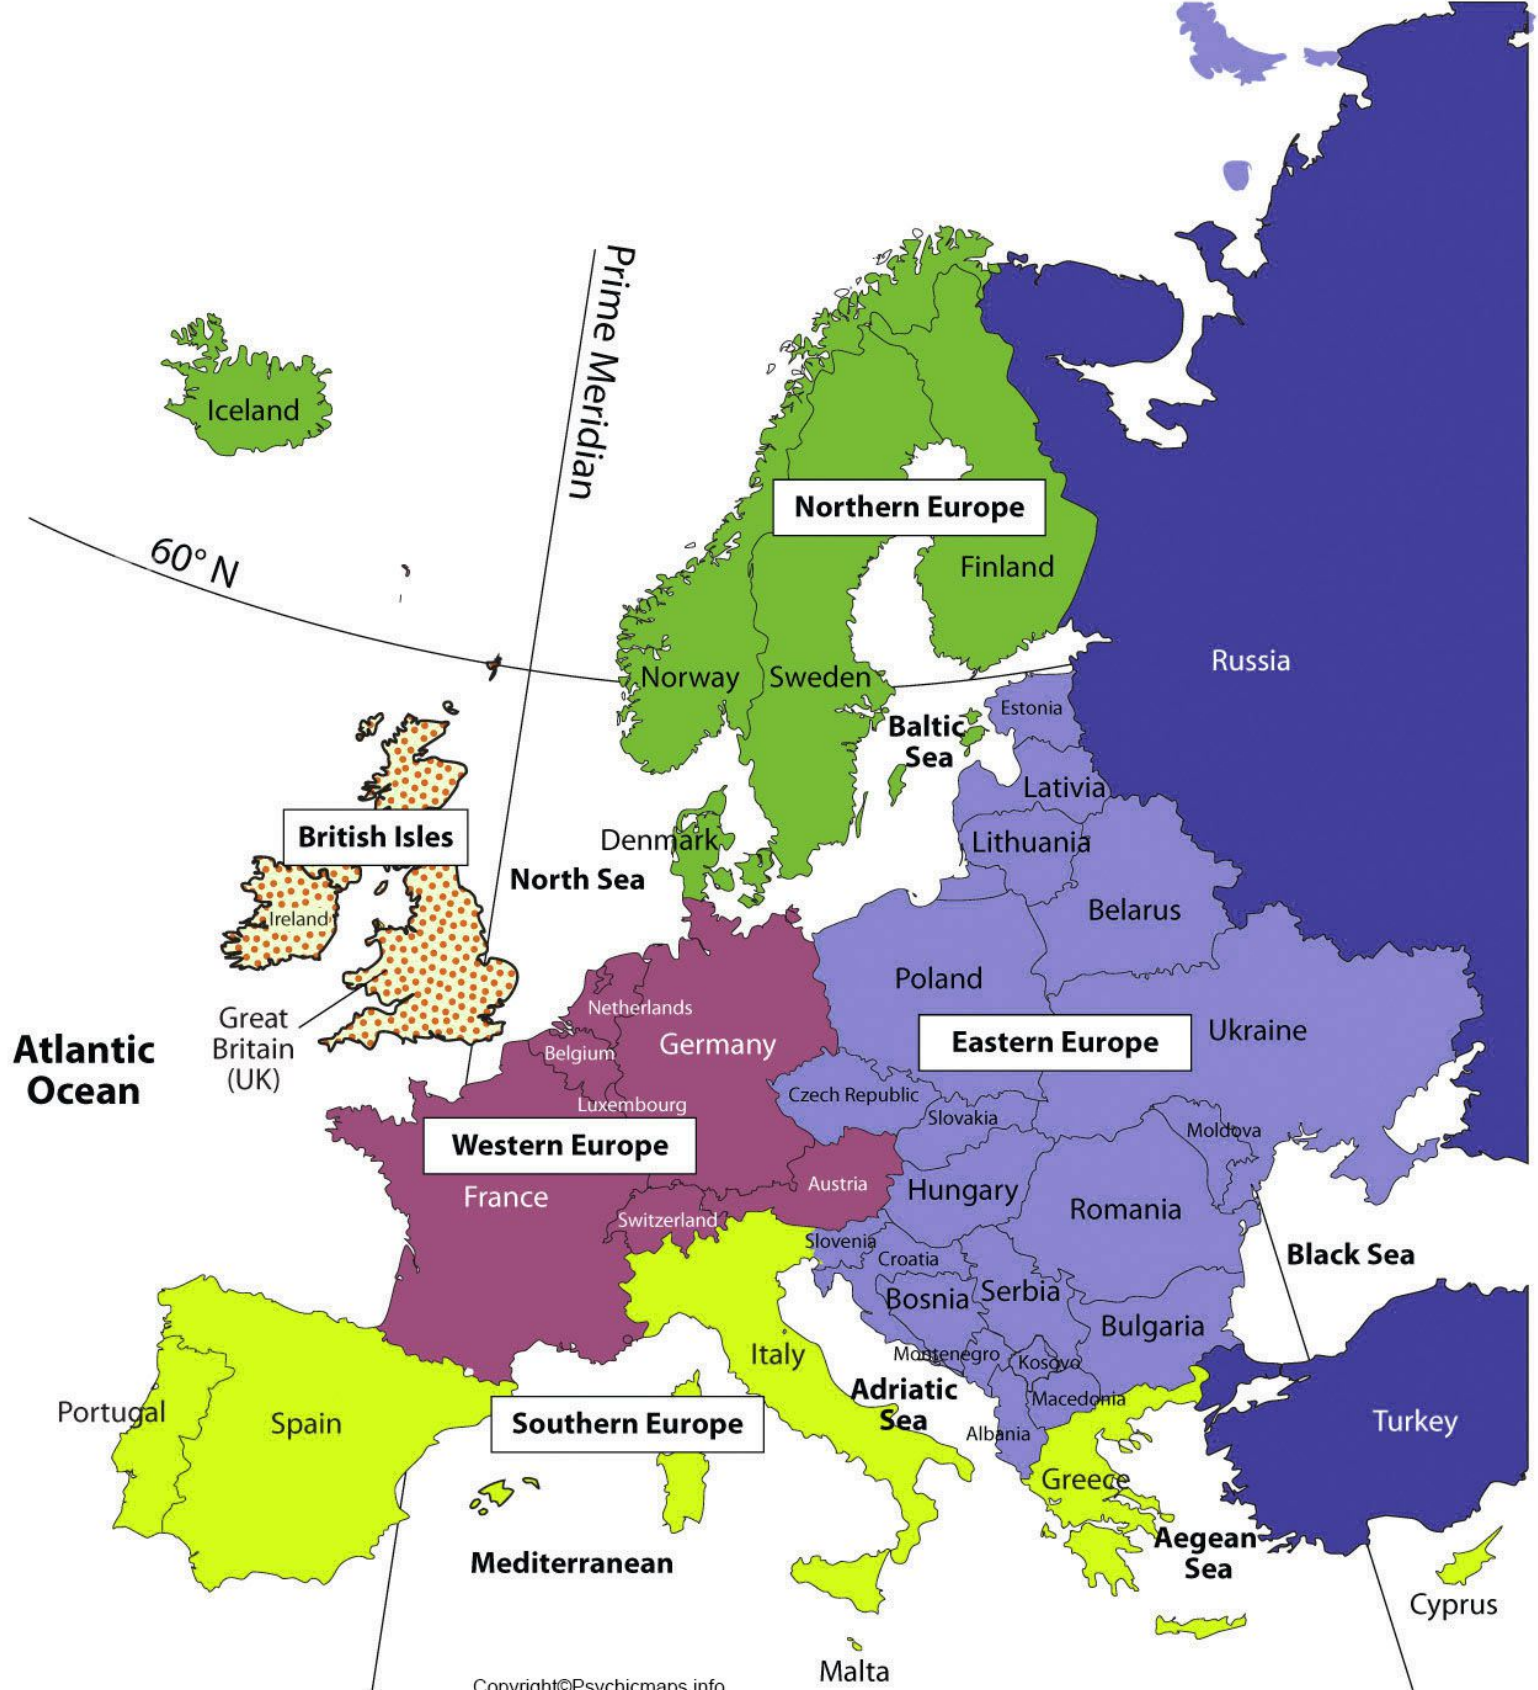 Prime Meridian
Iceland
60° N
Northern Europe
Finland
Russia
Norway
Sweden
Baltic
Sea
Estonia
Lativia
Denmark
British Isles
Lithuania
North Sea
Ireland
Belarus
Poland
Netherlands
Great
Britain
(UK)
Atlantic
Ocean
Germany
Belgium
Eastern Europe
Ukraine
Czech Republic
Luxembourg
Slovakia
Moldova
Western Europe
Austria
Hungary
France
Romania
Switzerland
Slovenia
Croatia
Black Sea
Bosnia
Serbia
Bulgaria
Italy
Montenegro
Kosovo
Adriatic
Sea
Macedonia
Portugal
Spain
Southern Europe
Albania
Turkey
Greece
Mediterranean
Aegean
Sea
Cyprus
Malta
Copyright©Psychicmaps.info